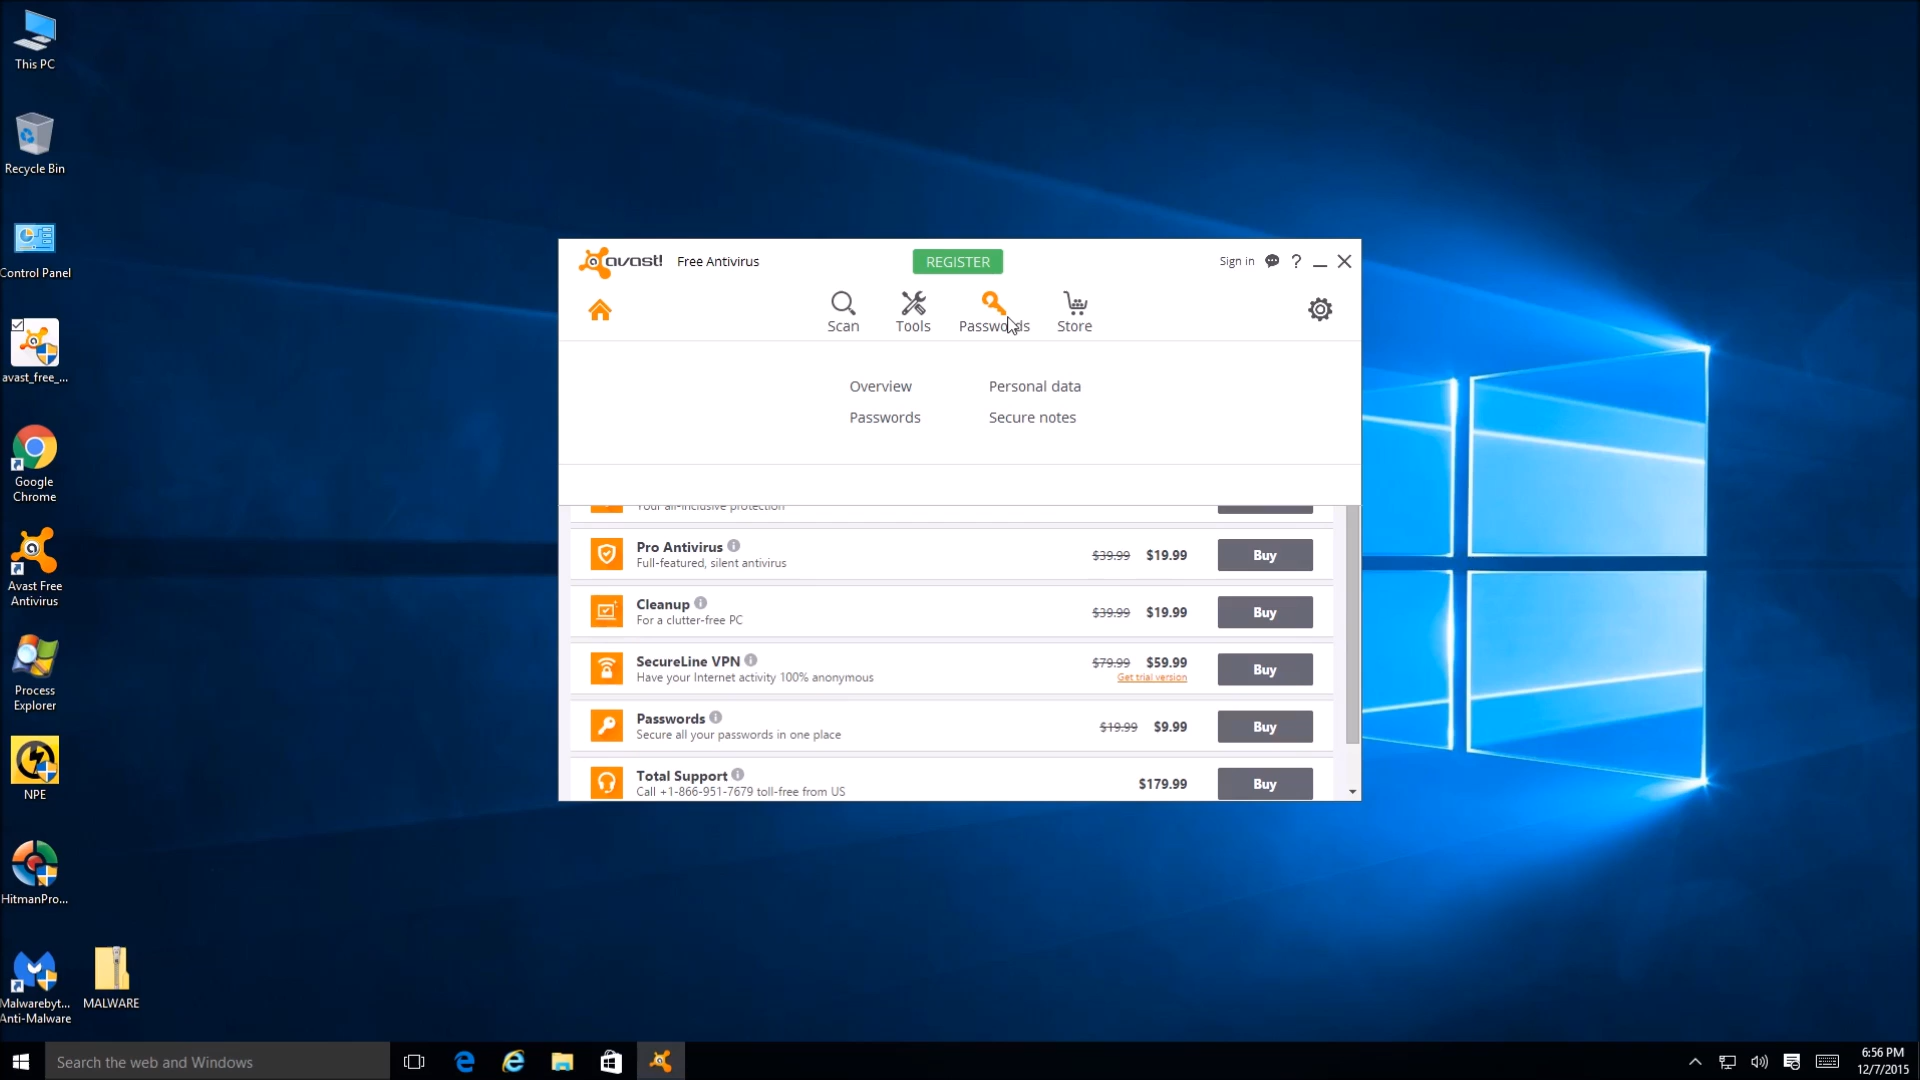 This PC
Recycle Bin
Control Panel
avast_free_...
Google
Chrome
Avast Free
Antivirus
Process
Explorer
NPE
HitmanPro...
Malwarebyt...
Anti-Malware
MALWARE
avast! Free Antivirus
REGISTER
Sign in ?
Scan
Tools
Passwords
Store
Overview
Personal data
Passwords
Secure notes
Your all-inclusive protection
Pro Antivirus
Full-featured, silent antivirus
$39.99 $19.99
Buy
Cleanup
For a clutter-free PC
$39.99 $19.99
Buy
SecureLine VPN
Have your Internet activity 100% anonymous
$79.99 $59.99
Get trial version
Buy
Passwords
Secure all your passwords in one place
$19.99 $9.99
Buy
Total Support
Call +1-866-951-7679 toll-free from US
$179.99
Buy
Search the web and Windows
6:56 PM
12/7/2015